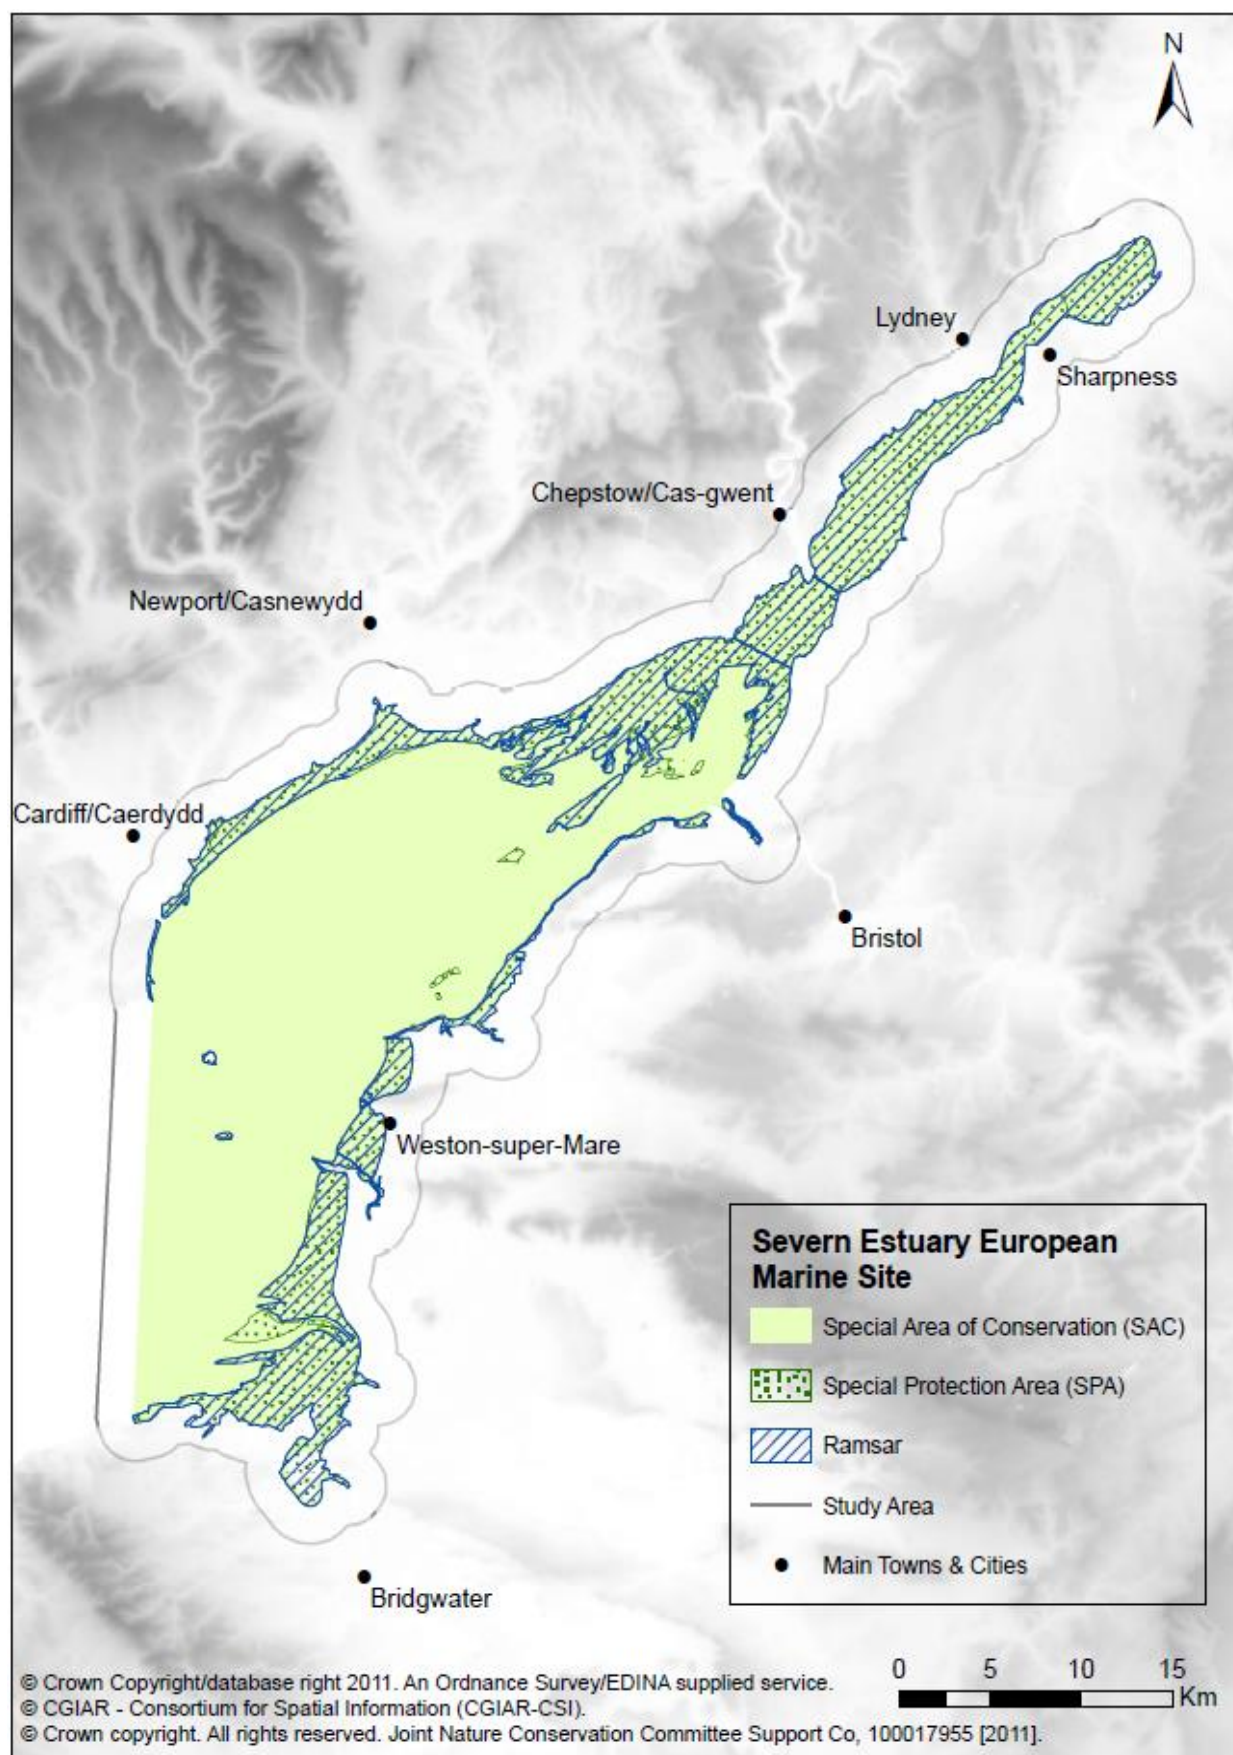 N
Lydney
Sharpness
Chepstow/Cas-gwent
Newport/Casnewydd
Cardiff/Caerdydd
Bristol
Weston-super-Mare
Severn Estuary European
Marine Site
Special Area of Conservation (SAC)
Special Protection Area (SPA)
Ramsar
Study Area
Main Towns & Cities
Bridgwater
0 5 10 15
Km
© Crown Copyright/database right 2011. An Ordnance Survey/EDINA supplied service.
© CGIAR - Consortium for Spatial Information (CGIAR-CSI).
© Crown copyright. All rights reserved. Joint Nature Conservation Committee Support Co, 100017955 [2011].